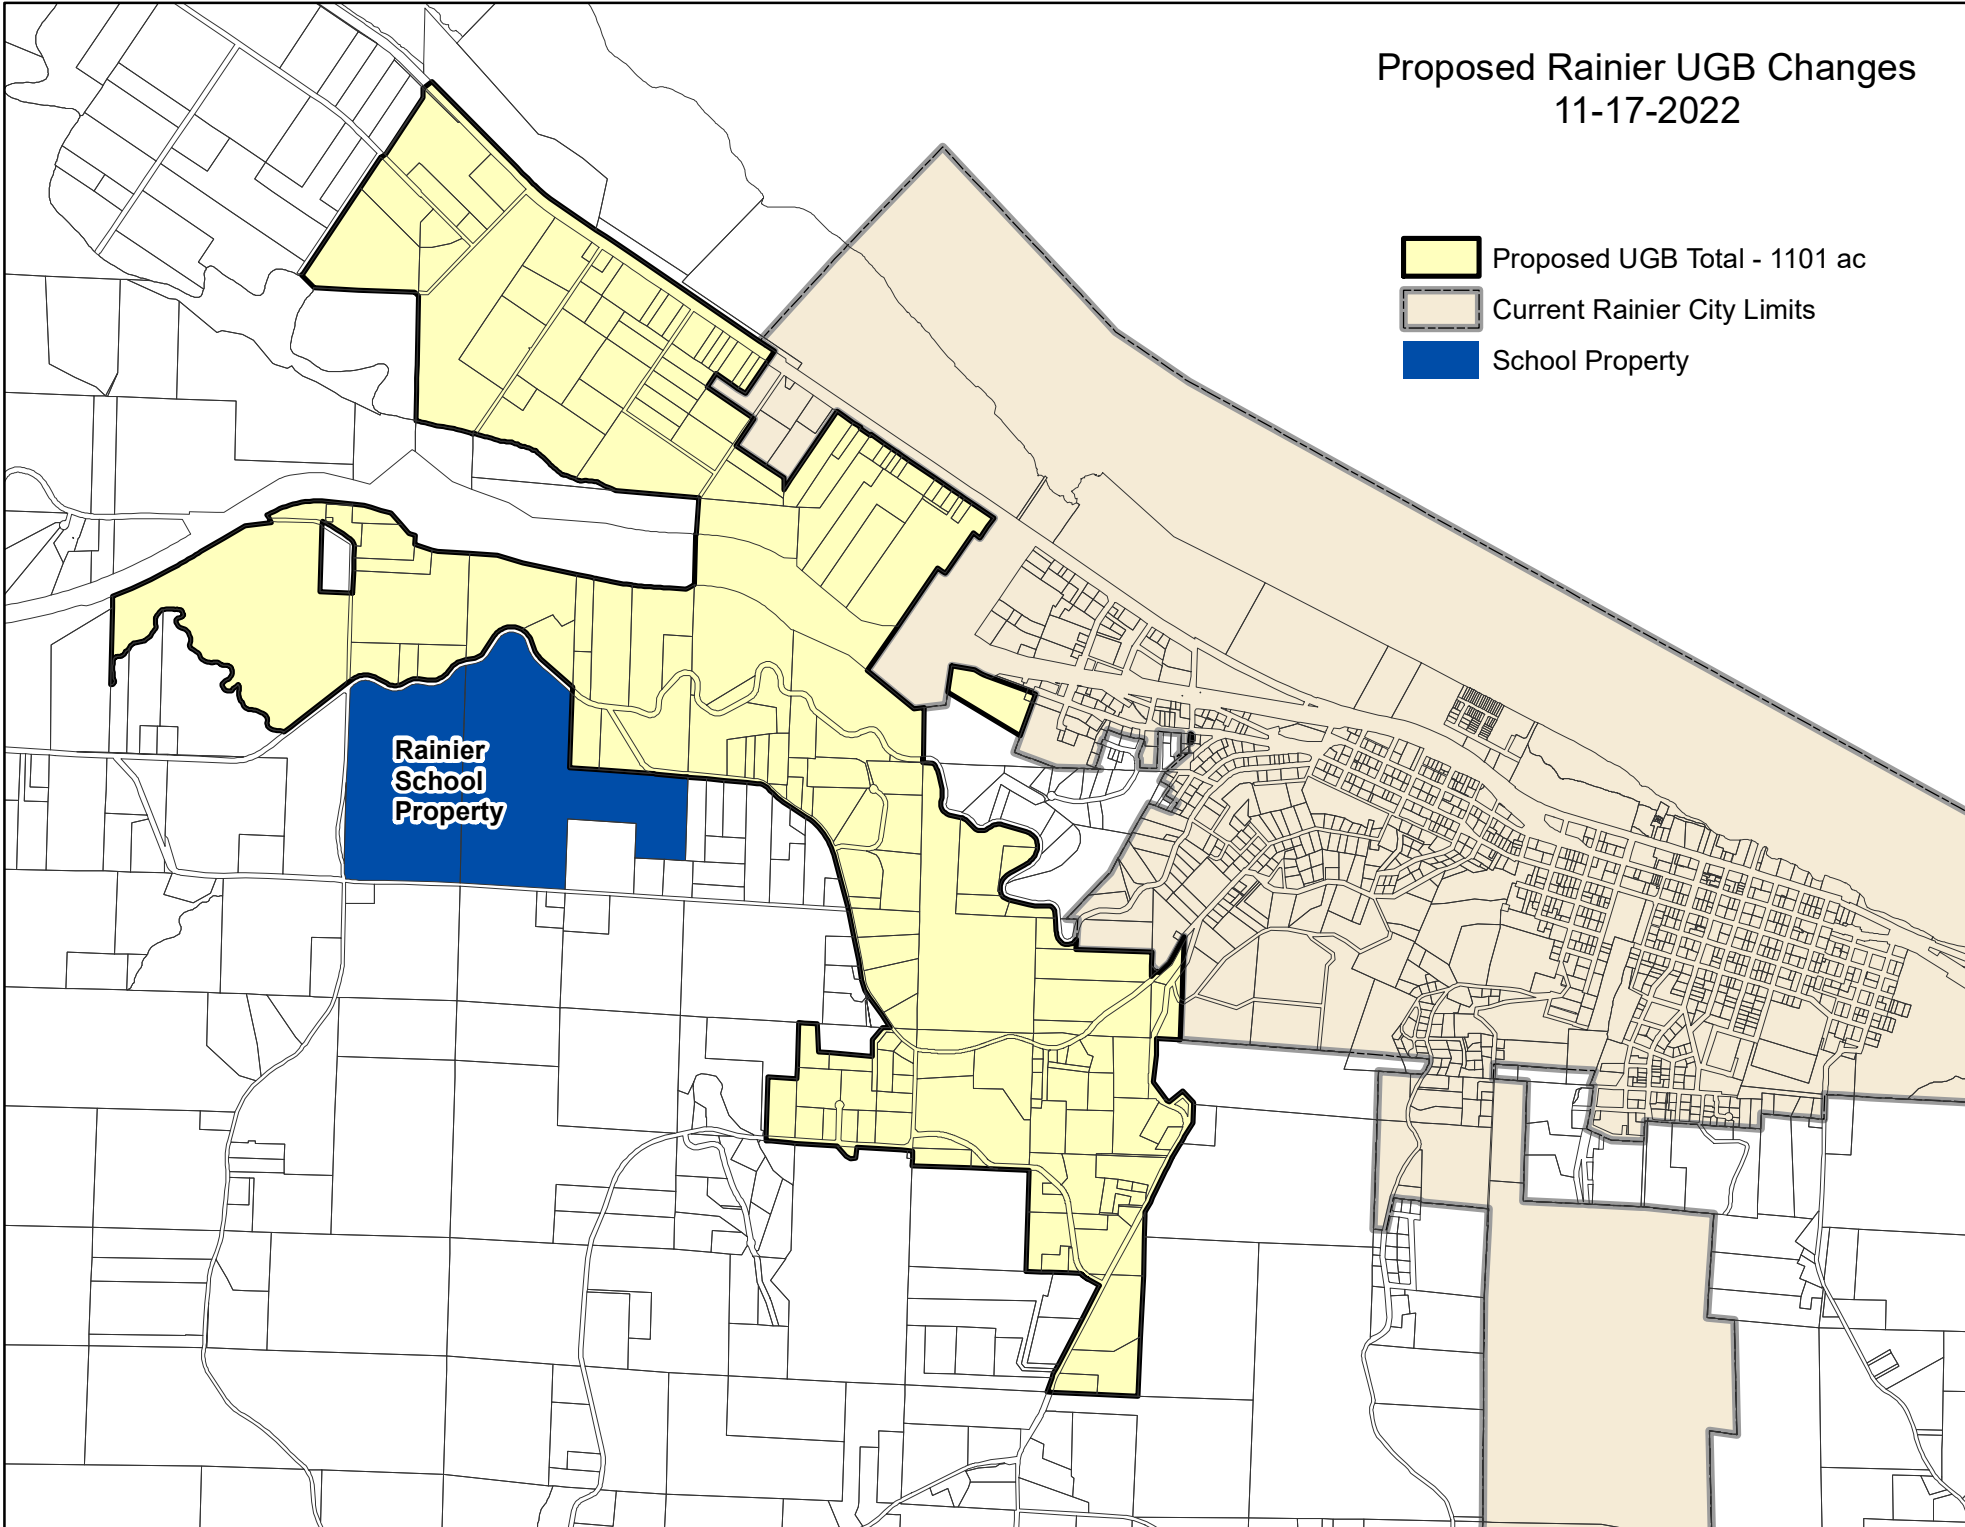 Proposed Rainier UGB Changes
11-17-2022
Proposed UGB Total - 1101 ac
Current Rainier City Limits
School Property
Rainier
School
Property